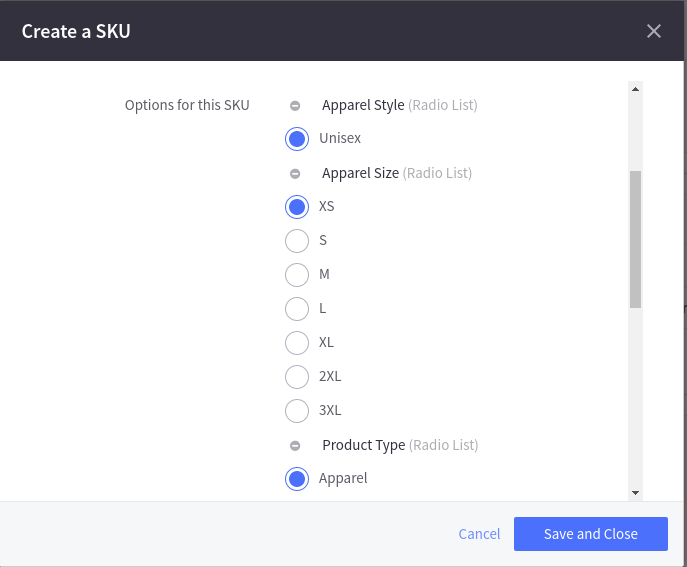 Create a SKU
Options for this SKU
Apparel Style (Radio List)
Unisex
Apparel Size (Radio List)
XS
S
M
L
XL
2XL
3XL
Product Type (Radio List)
Apparel
Cancel
Save and Close